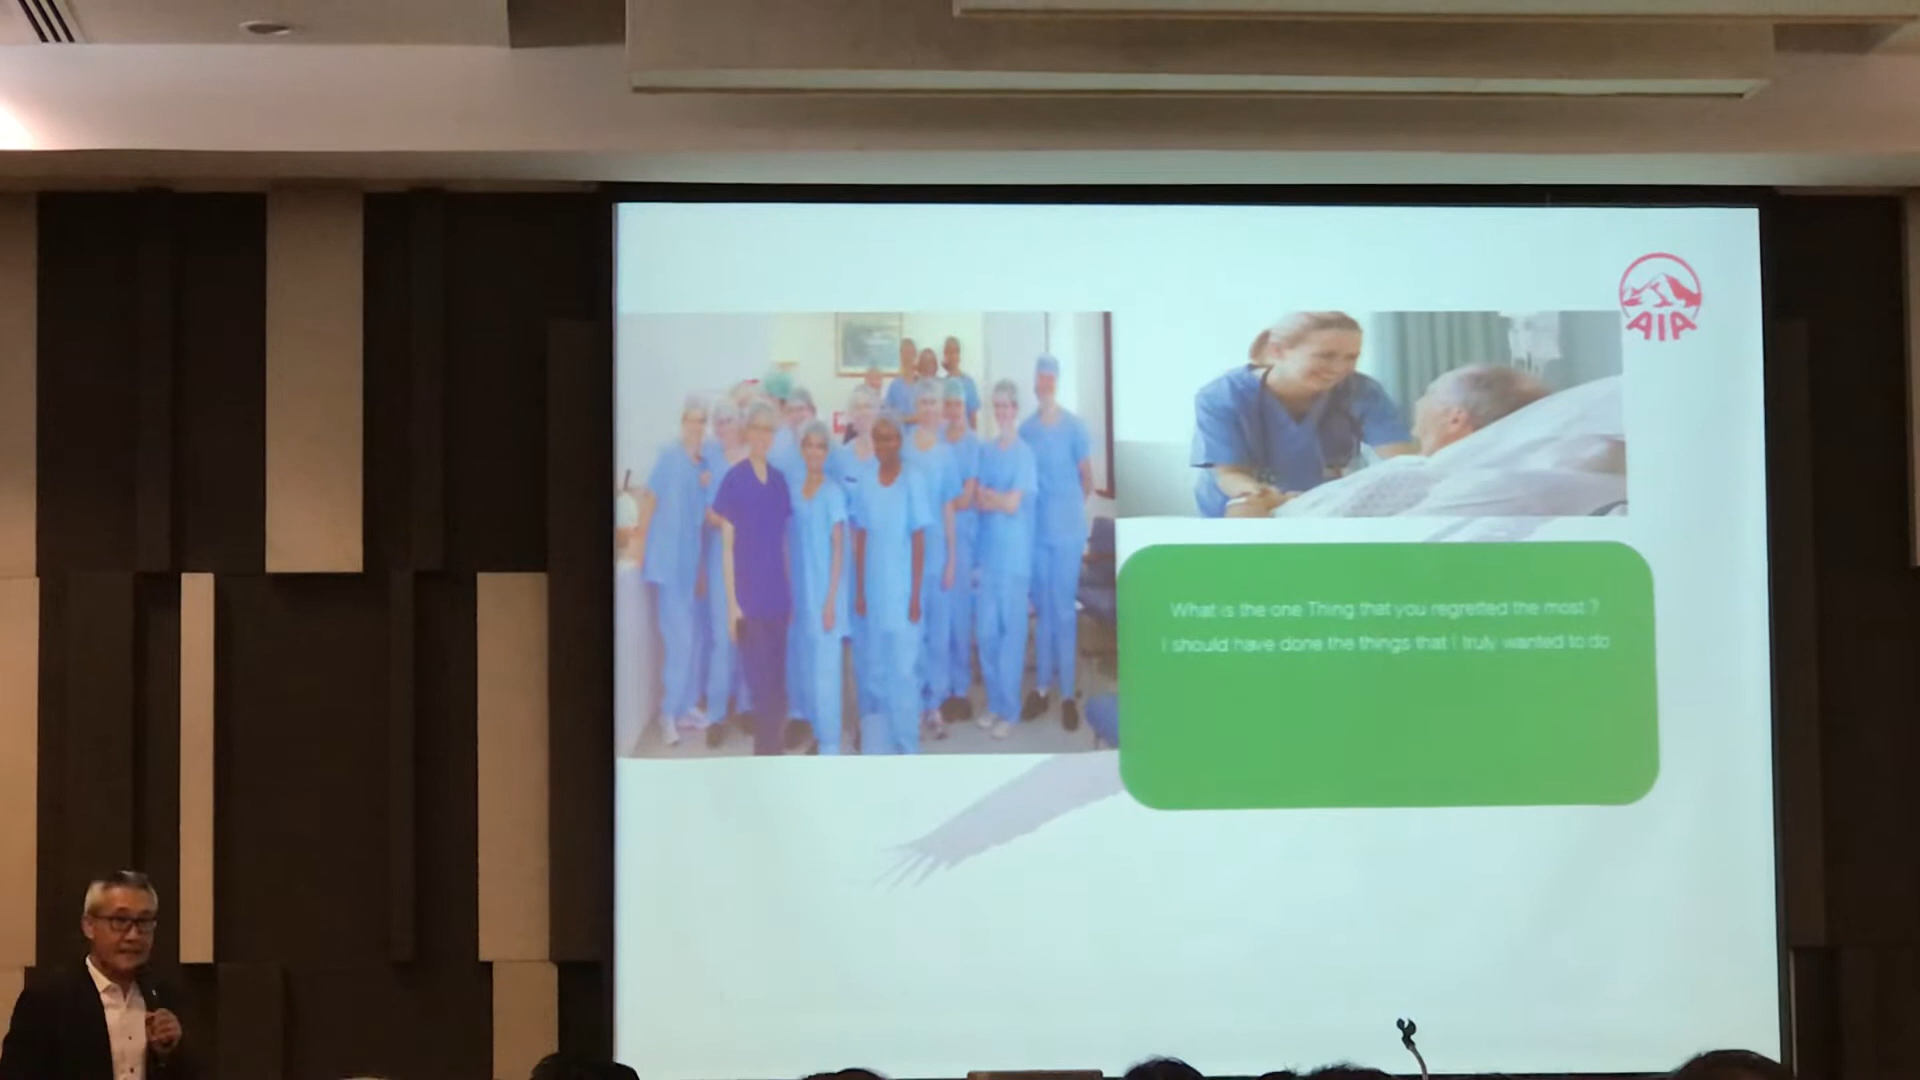 AIA
What is the one Thing that you regretted the most ?
I should have done the things that I truly wanted to do